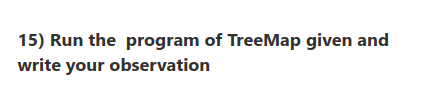 15) Run the  program of TreeMap given and
write your observation